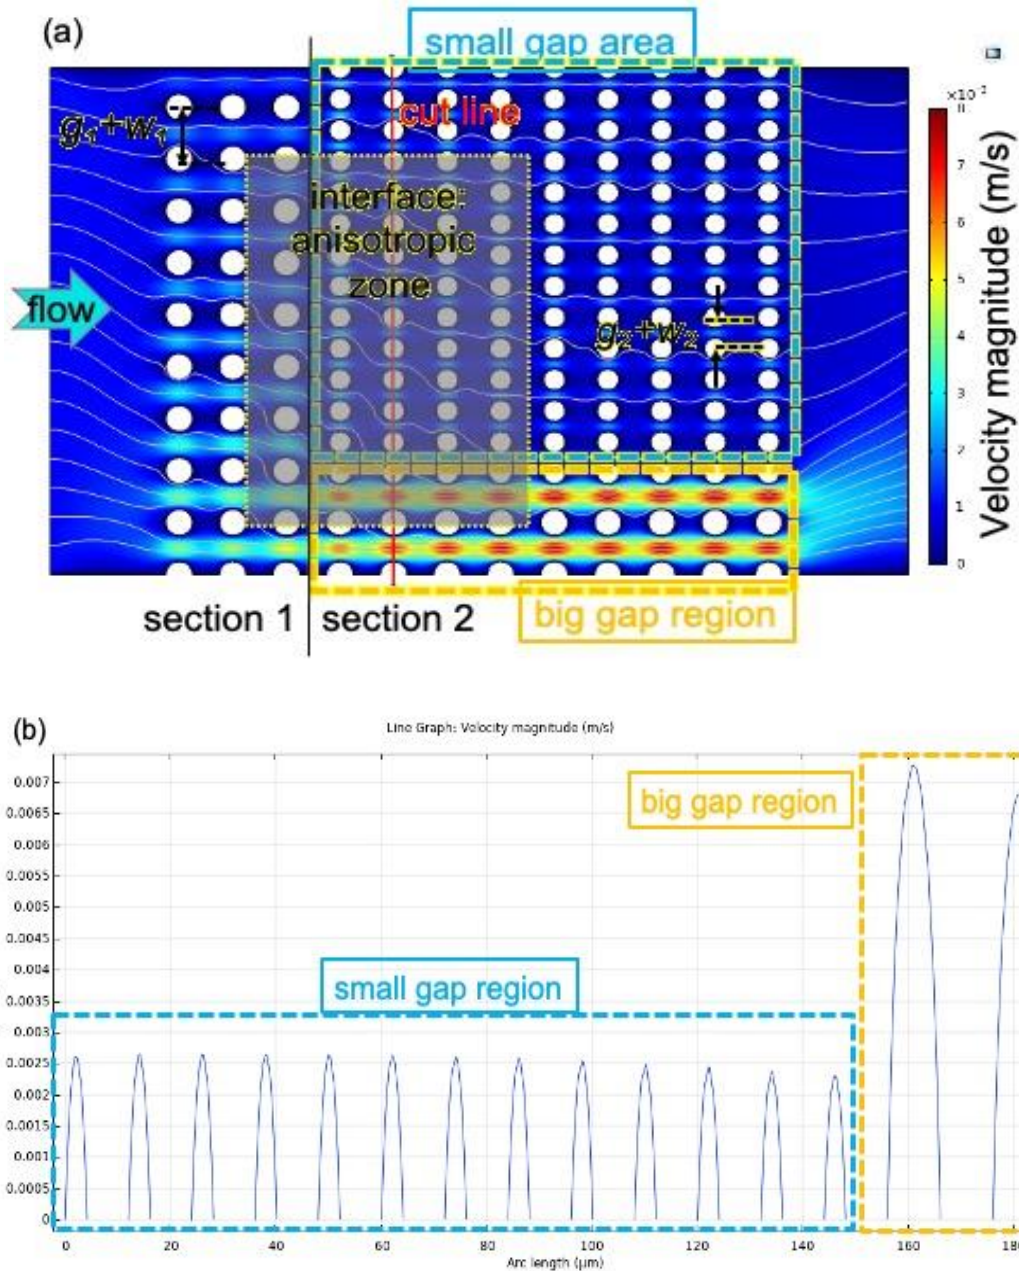 (a)
small gap area
cut line
g₁+w₁
interface:
anisotropic
zone
flow
g₂+w₂
section 1
section 2
big gap region
8
7
6
5
4
3
2
1
0
Velocity magnitude (m/s)
(b)
Line Graph: Velocity magnitude (m/s)
big gap region
small gap region
0.007
0.0065
0.006
0.0055
0.005
0.0045
0.004
0.0035
0.003
0.0025
0.002
0.0015
0.001
0.0005
0
0
20
40
60
80
100
120
140
160
180
Arc length (µm)